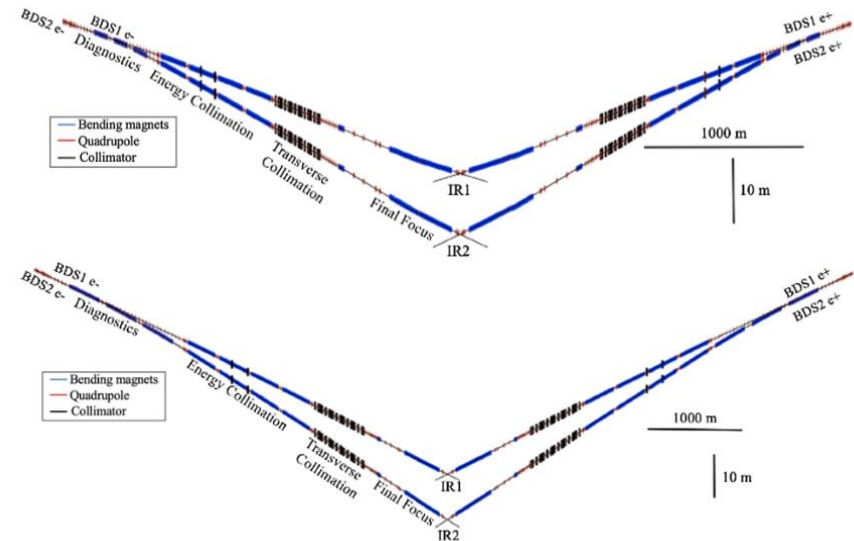 BDS2 e-
BDS1 e-
Diagnostics
Energy Collimation
Transverse
Collimation
Final Focus
IR1
IR2
BDS1 e+
BDS2 e+
Bending magnets
Quadrupole
Collimator
1000 m
10 m
BDS1 e-
BDS2 e-
Diagnostics
Energy Collimation
Transverse
Collimation
Final Focus
IR1
IR2
BDS1 e+
BDS2 e+
Bending magnets
Quadrupole
Collimator
1000 m
10 m